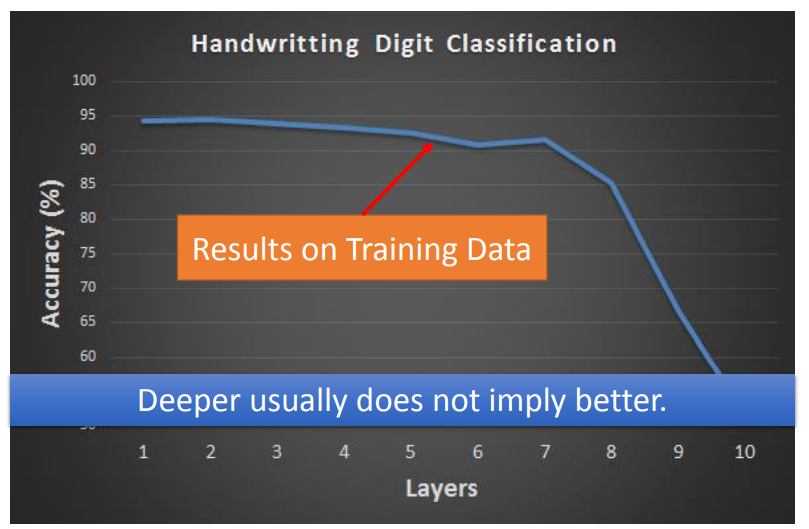 Handwritting Digit Classification
100
95
90
85
80
75
70
65
60
Accuracy (%)
Results on Training Data
Deeper usually does not imply better.
1 2 3 4 5 6 7 8 9 10
Layers